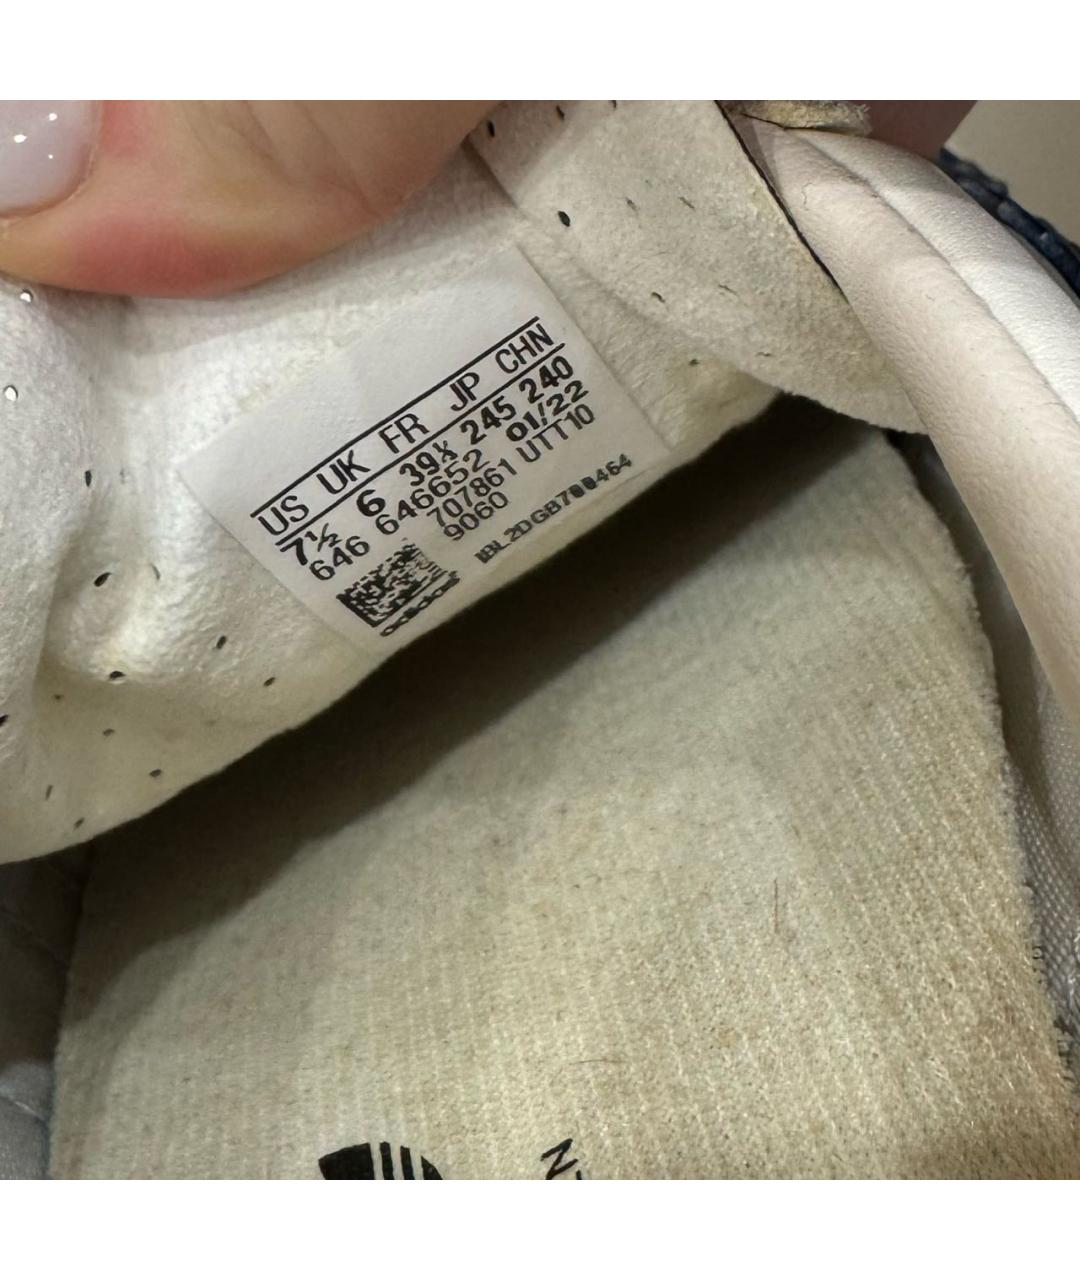 US UK FR JP CHN
7½ 6 39⅓ 245 240
646 646652 01/22
707861 UTT10
9060
adidas
N